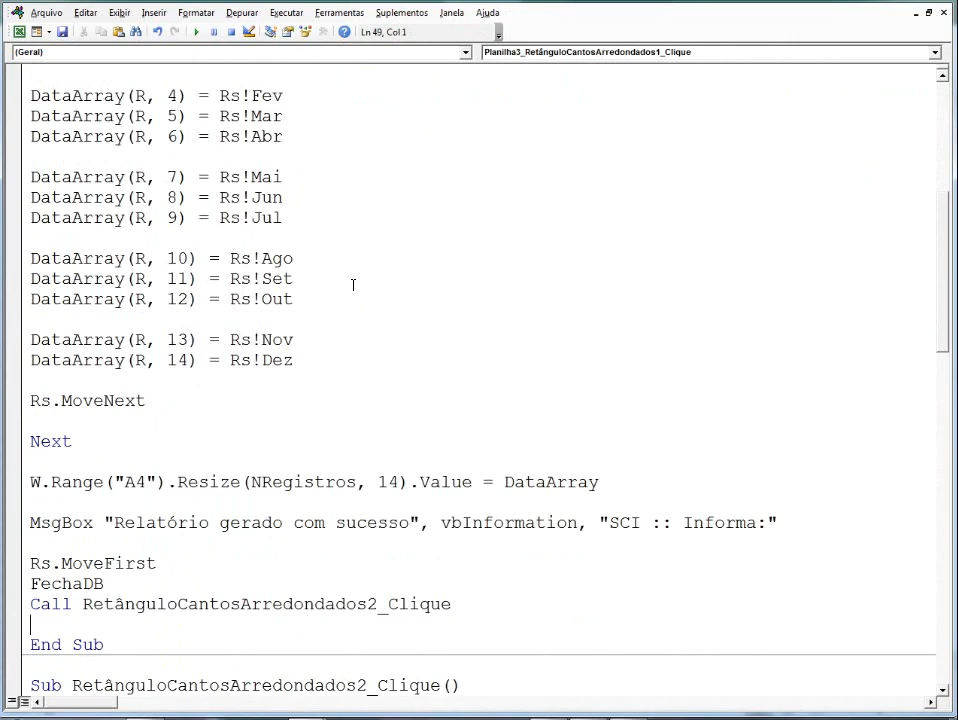 Arquivo Editar Exibir Inserir Formatar Depurar Executar Ferramentas Suplementos Janela Ajuda
Ln 49, Col 1
(Geral) Planilha3_RetânguloCantosArredondados1_Clique
DataArray(R, 4) = Rs!Fev
DataArray(R, 5) = Rs!Mar
DataArray(R, 6) = Rs!Abr
DataArray(R, 7) = Rs!Mai
DataArray(R, 8) = Rs!Jun
DataArray(R, 9) = Rs!Jul
DataArray(R, 10) = Rs!Ago
DataArray(R, 11) = Rs!Set
DataArray(R, 12) = Rs!Out
DataArray(R, 13) = Rs!Nov
DataArray(R, 14) = Rs!Dez
Rs.MoveNext
Next
W.Range("A4").Resize(NRegistros, 14).Value = DataArray
MsgBox "Relatório gerado com sucesso", vbInformation, "SCI :: Informa:"
Rs.MoveFirst
FechaDB
Call RetânguloCantosArredondados2_Clique
End Sub
Sub RetânguloCantosArredondados2_Clique()